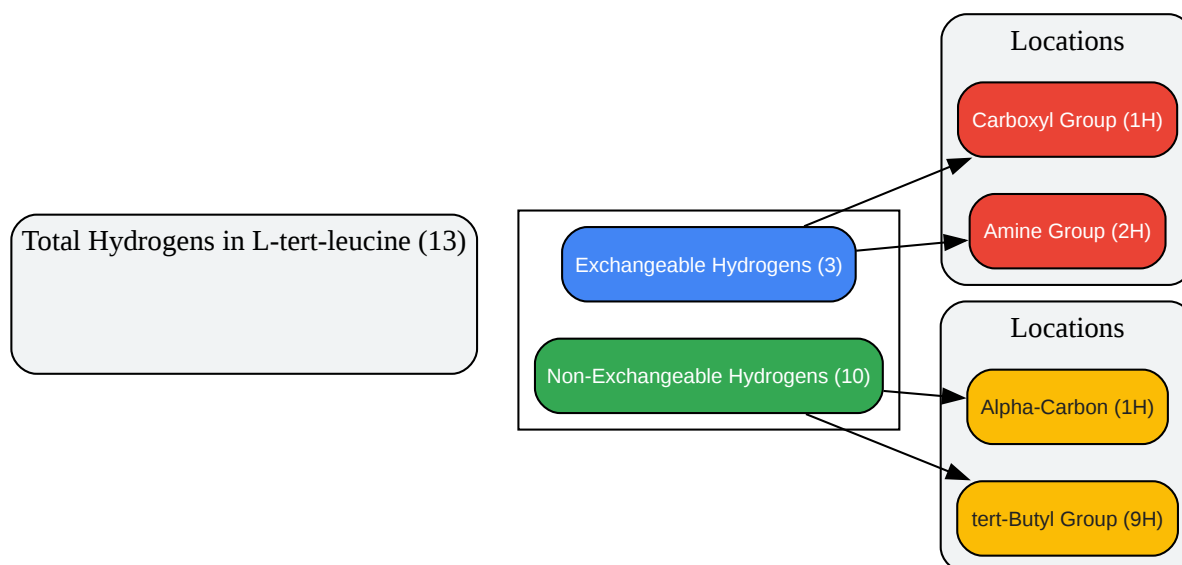 Total Hydrogens in L-tert-leucine (13)
Exchangeable Hydrogens (3)
Non-Exchangeable Hydrogens (10)
Locations
Carboxyl Group (1H)
Amine Group (2H)
Locations
Alpha-Carbon (1H)
tert-Butyl Group (9H)